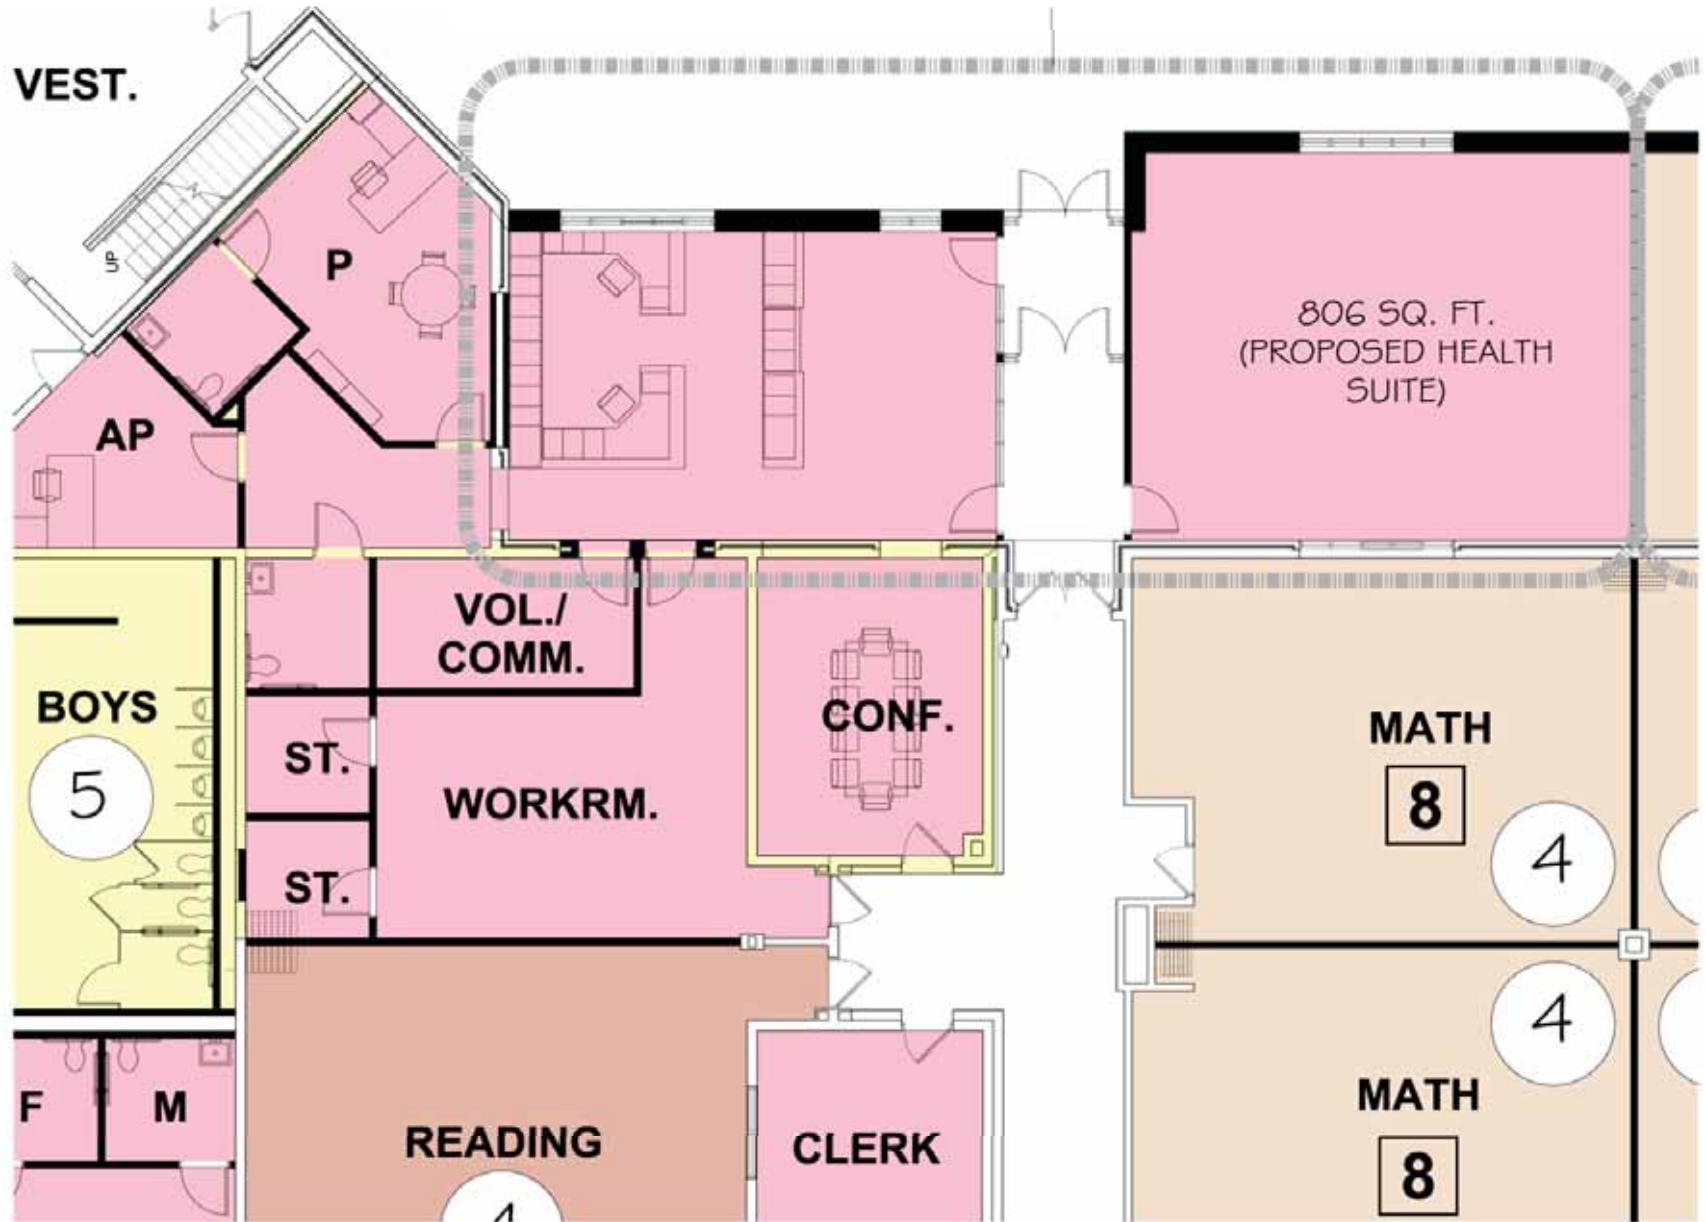 VEST.
UP
P
806 SQ. FT.
(PROPOSED HEALTH
SUITE)
AP
VOL./
COMM.
BOYS
5
ST.
CONF.
MATH
8
WORKRM.
4
ST.
4
F
M
READING
CLERK
MATH
8
4